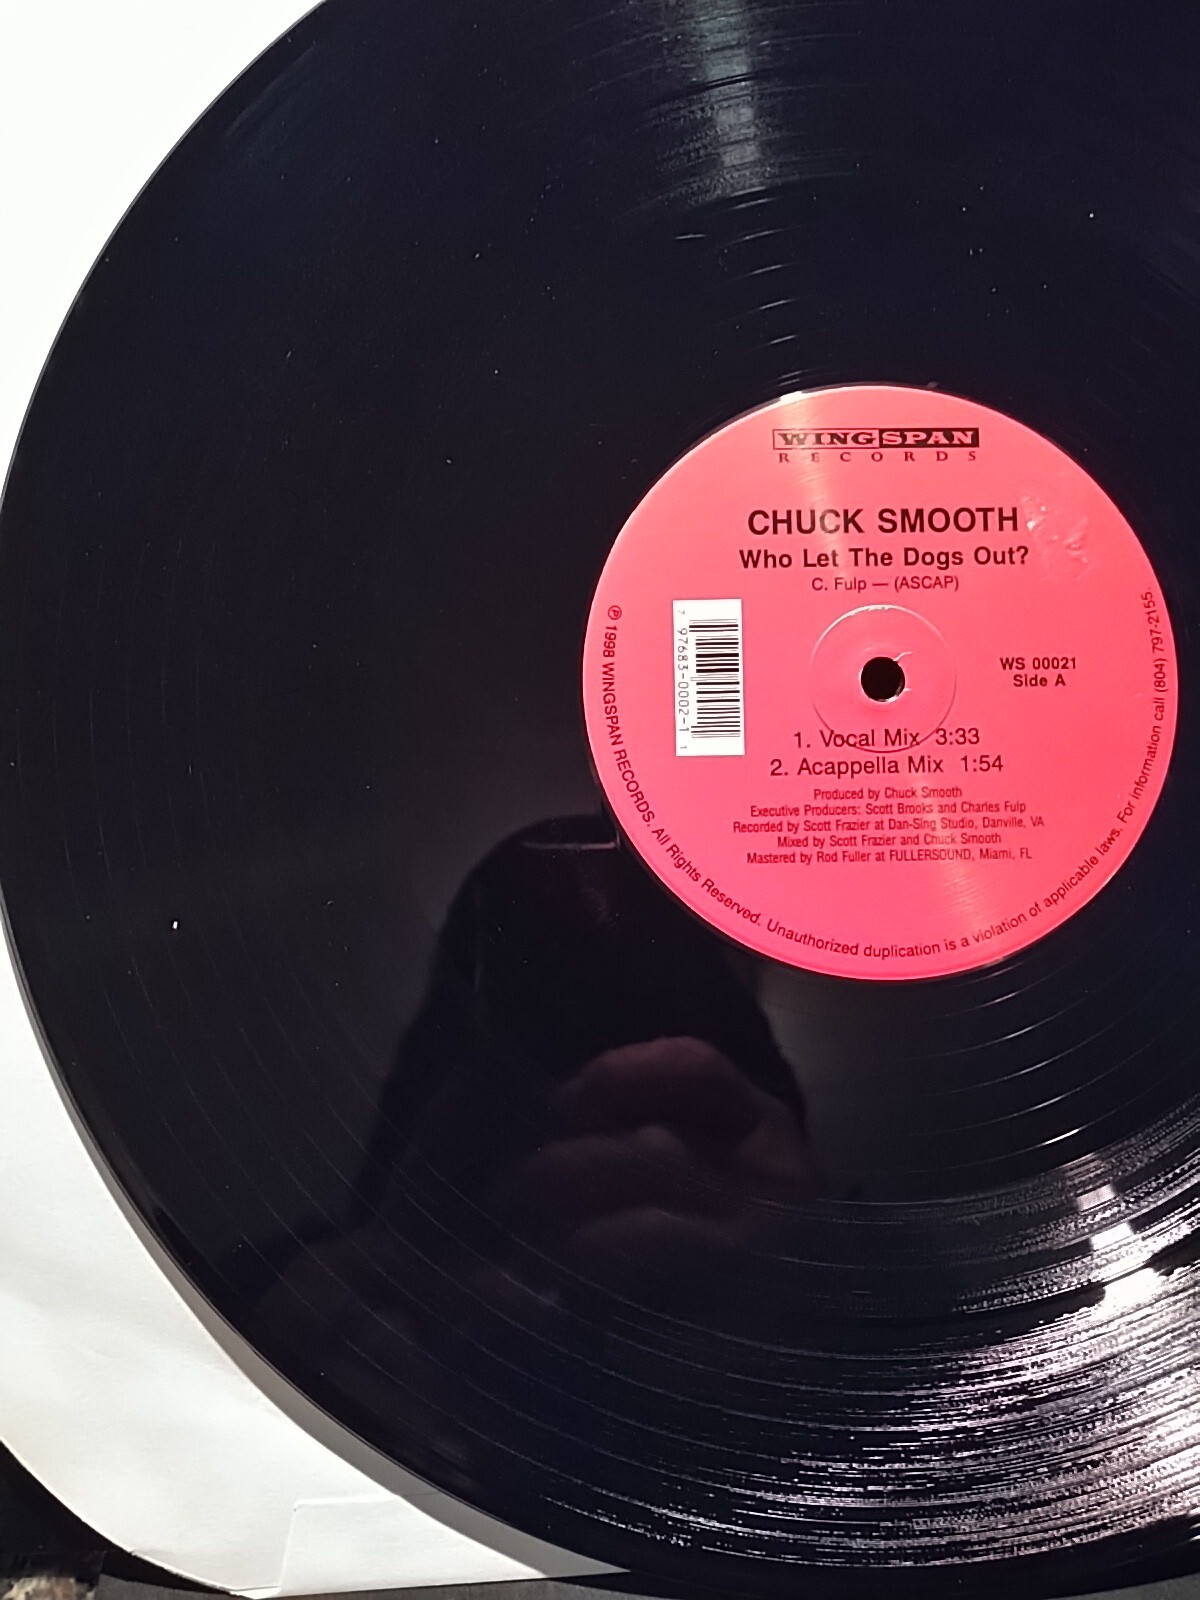 WINGSPAN
RECORDS
CHUCK SMOOTH
Who Let The Dogs Out?
C. Fulp — (ASCAP)
7 97683-0002-1 1
WS 00021
Side A
1. Vocal Mix 3:33
2. Acappella Mix 1:54
Produced by Chuck Smooth
Executive Producers: Scott Brooks and Charles Fulp
Recorded by Scott Frazier at Dan-Sing Studio, Danville, VA
Mixed by Scott Frazier and Chuck Smooth
Mastered by Rod Fuller at FULLERSOUND, Miami, FL
℗ 1998 WINGSPAN RECORDS. All Rights Reserved. Unauthorized duplication is a violation of applicable laws. For information call (804) 797-2155.